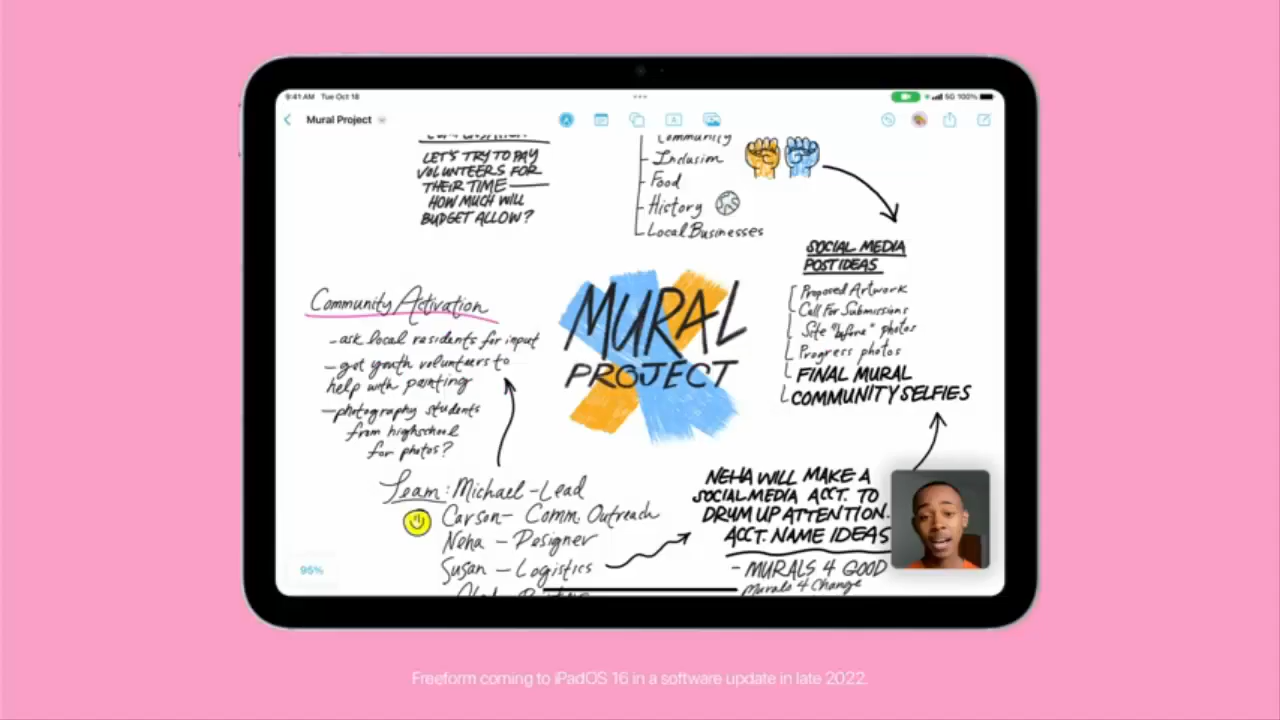 9:41AM Tue Oct 18
5G 100%
Mural Project
LET'S TRY TO PAY
VOLUNTEERS FOR
THEIR TIME
HOW MUCH WILL
BUDGET ALLOW?
Community
Inclusion
Food
History
Local Businesses
SOCIAL MEDIA
POST IDEAS
Proposed Artwork
Call For Submissions
Site "before" photos
Progress photos
FINAL MURAL
COMMUNITY SELFIES
Community Activation
- ask local residents for input
- got youth volunteers to
help with painting
- photography students
from highschool
for photos?
MURAL
PROJECT
Team: Michael - Lead
Carson - Comm. Outreach
Neha - Designer
Susan - Logistics
NEHA WILL MAKE A
SOCIAL MEDIA ACCT. TO
DRUM UP ATTENTION.
ACCT. NAME IDEAS
- MURALS 4 GOOD
Murals 4 Change
95%
Freeform coming to iPadOS 16 in a software update in late 2022.